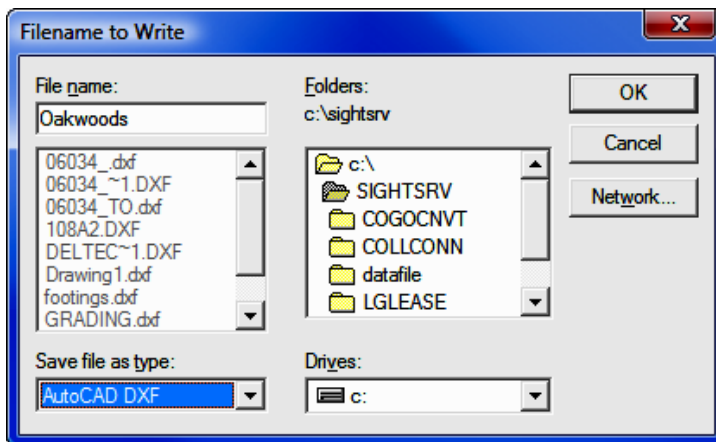 Filename to Write
File name:
Oakwoods
06034_.dxf
06034_~1.DXF
06034_TO.dxf
108A2.DXF
DELTEC~1.DXF
Drawing1.dxf
footings.dxf
GRADING.dxf
Save file as type:
AutoCAD DXF
Folders:
c:\sightsrv
c:\
SIGHTSRV
COGOCNVT
COLLCONN
datafile
LGLEASE
Drives:
c:
OK
Cancel
Network...